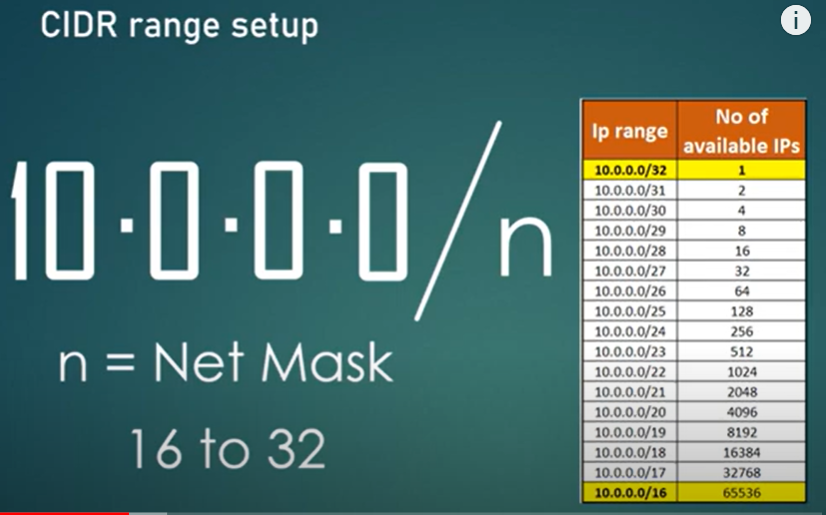 CIDR range setup
i
10.0.0.0/n
n = Net Mask
16 to 32
Ip range No of available IPs
10.0.0.0/32 1
10.0.0.0/31 2
10.0.0.0/30 4
10.0.0.0/29 8
10.0.0.0/28 16
10.0.0.0/27 32
10.0.0.0/26 64
10.0.0.0/25 128
10.0.0.0/24 256
10.0.0.0/23 512
10.0.0.0/22 1024
10.0.0.0/21 2048
10.0.0.0/20 4096
10.0.0.0/19 8192
10.0.0.0/18 16384
10.0.0.0/17 32768
10.0.0.0/16 65536